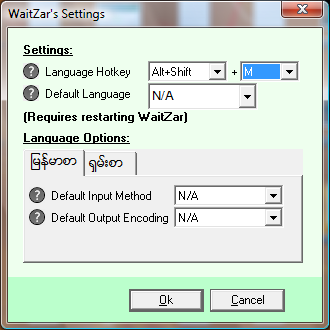 WaitZar's Settings
Settings:
? Language Hotkey Alt+Shift + M
? Default Language N/A
(Requires restarting WaitZar)
Language Options:
မြန်မာစာ ရှမ်းစာ
? Default Input Method N/A
? Default Output Encoding N/A
Ok Cancel